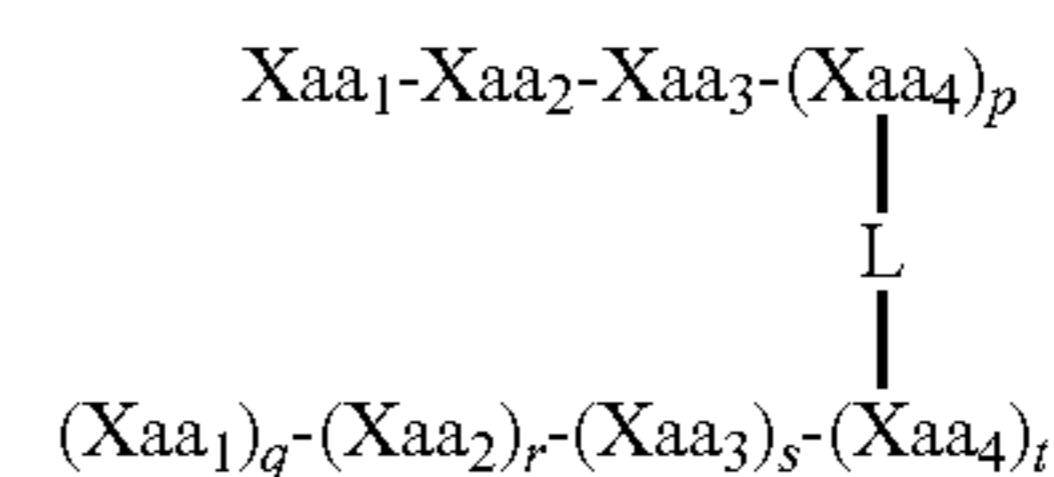 Xaa₁-Xaa₂-Xaa₃-(Xaa₄)ₚ
L
(Xaa₁)q-(Xaa₂)ᵣ-(Xaa₃)ₛ-(Xaa₄)ₜ